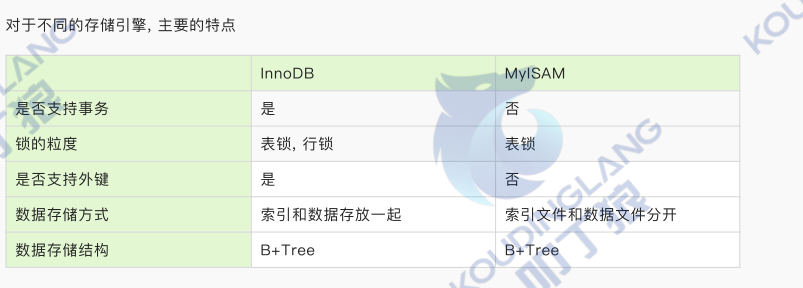 对于不同的存储引擎, 主要的特点
InnoDB MyISAM
是否支持事务 是 否
锁的粒度 表锁, 行锁 表锁
是否支持外键 是 否
数据存储方式 索引和数据存放一起 索引文件和数据文件分开
数据存储结构 B+Tree B+Tree
KOUDINGLANG
叩丁狼